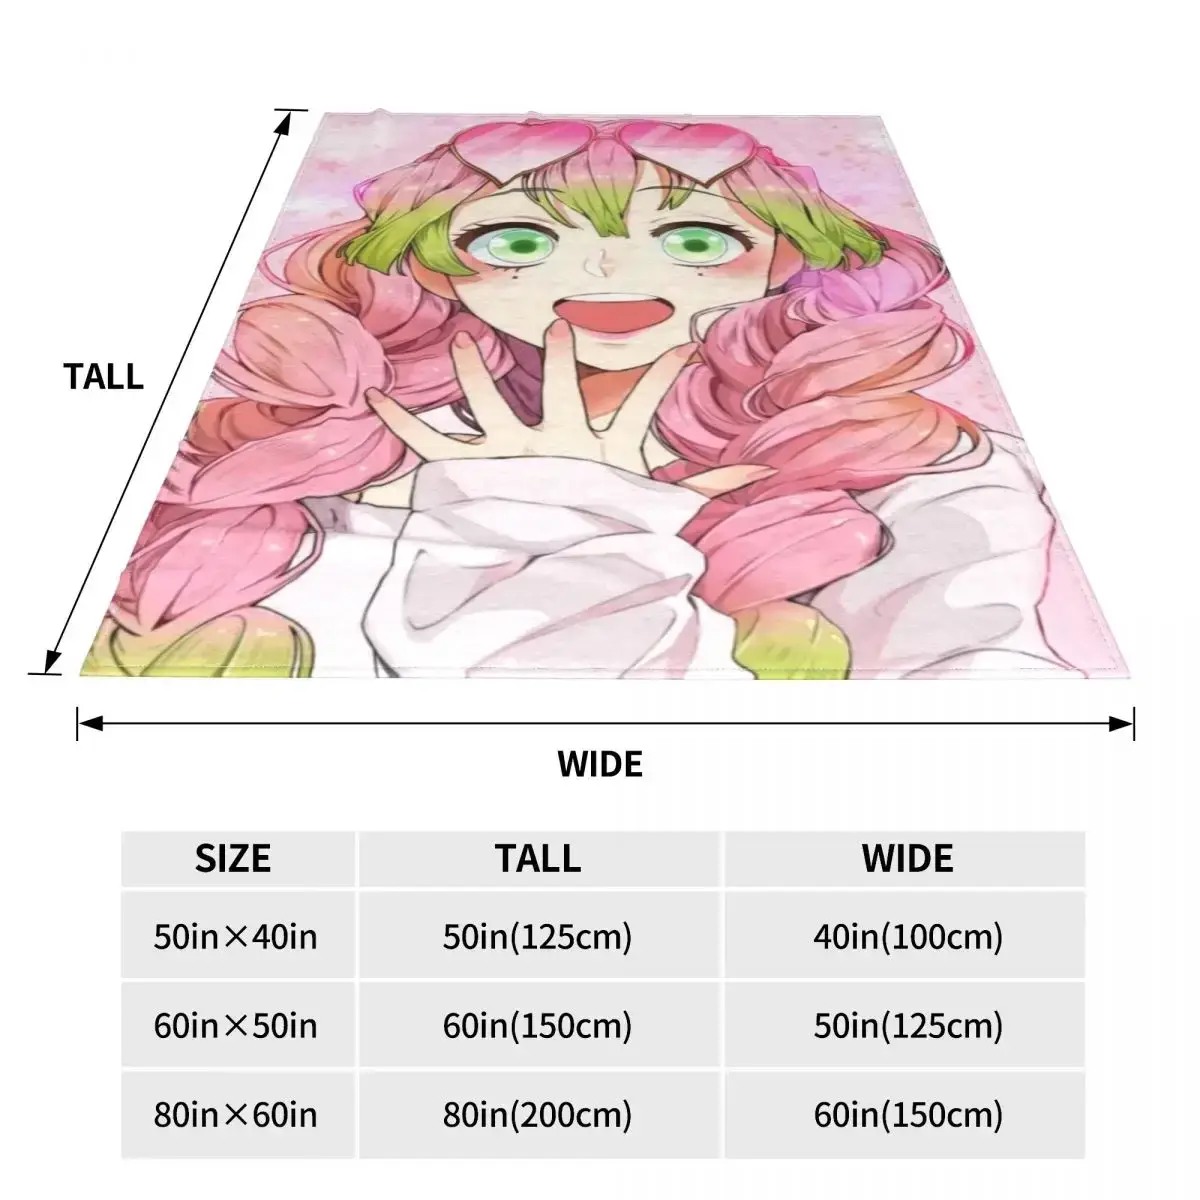 TALL
WIDE
SIZE TALL WIDE
50in×40in 50in(125cm) 40in(100cm)
60in×50in 60in(150cm) 50in(125cm)
80in×60in 80in(200cm) 60in(150cm)